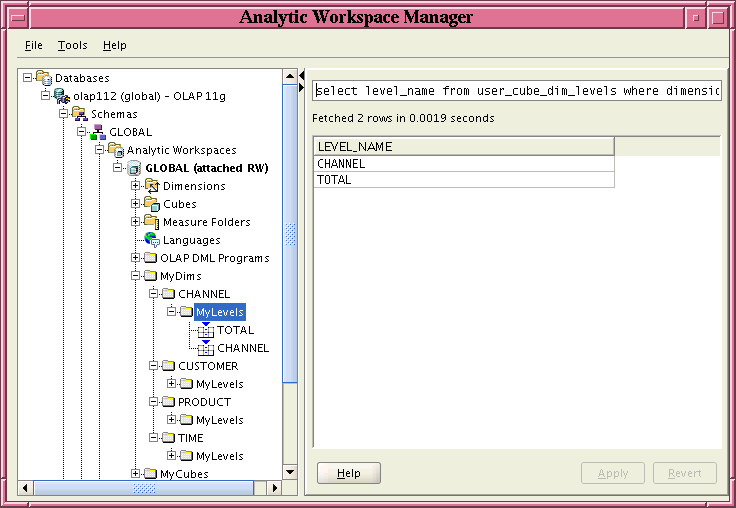 Analytic Workspace Manager
File Tools Help
Databases
olap112 (global) - OLAP 11g
Schemas
GLOBAL
Analytic Workspaces
GLOBAL (attached RW)
Dimensions
Cubes
Measure Folders
Languages
OLAP DML Programs
MyDims
CHANNEL
MyLevels
TOTAL
CHANNEL
CUSTOMER
MyLevels
PRODUCT
MyLevels
TIME
MyLevels
MyCubes
select level_name from user_cube_dim_levels where dimensic
Fetched 2 rows in 0.0019 seconds
LEVEL_NAME
CHANNEL
TOTAL
Help Apply Revert